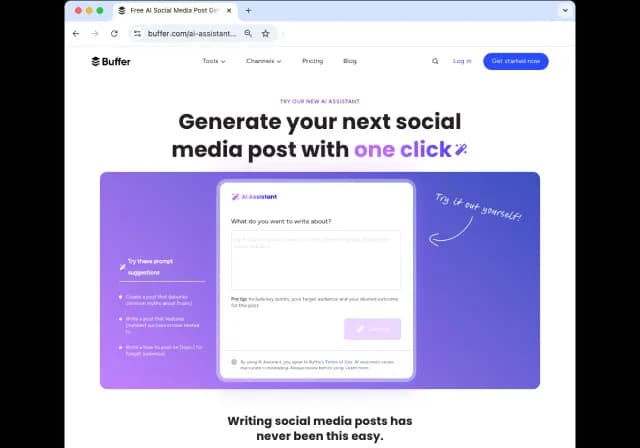 Free AI Social Media Post Ge
buffer.com/ai-assistant...
Buffer
Tools
Channels
Pricing
Blog
Log in
Get started now
TRY OUR NEW AI ASSISTANT
Generate your next social
media post with one click
AI Assistant
Try it out yourself!
What do you want to write about?
Try these prompt
suggestions
Create a post that debunks
common myths about [topic]
Write a post that features
[number] success stories related
to
Write a how-to post on [topic] for
[target audience]
Pro tip: Include key points, your target audience and your desired outcome
for this post
By using AI Assistant, you agree to Buffer's Terms of Use. AI responses can be
inaccurate or misleading. Always review before using. Learn more.
Writing social media posts has
never been this easy.